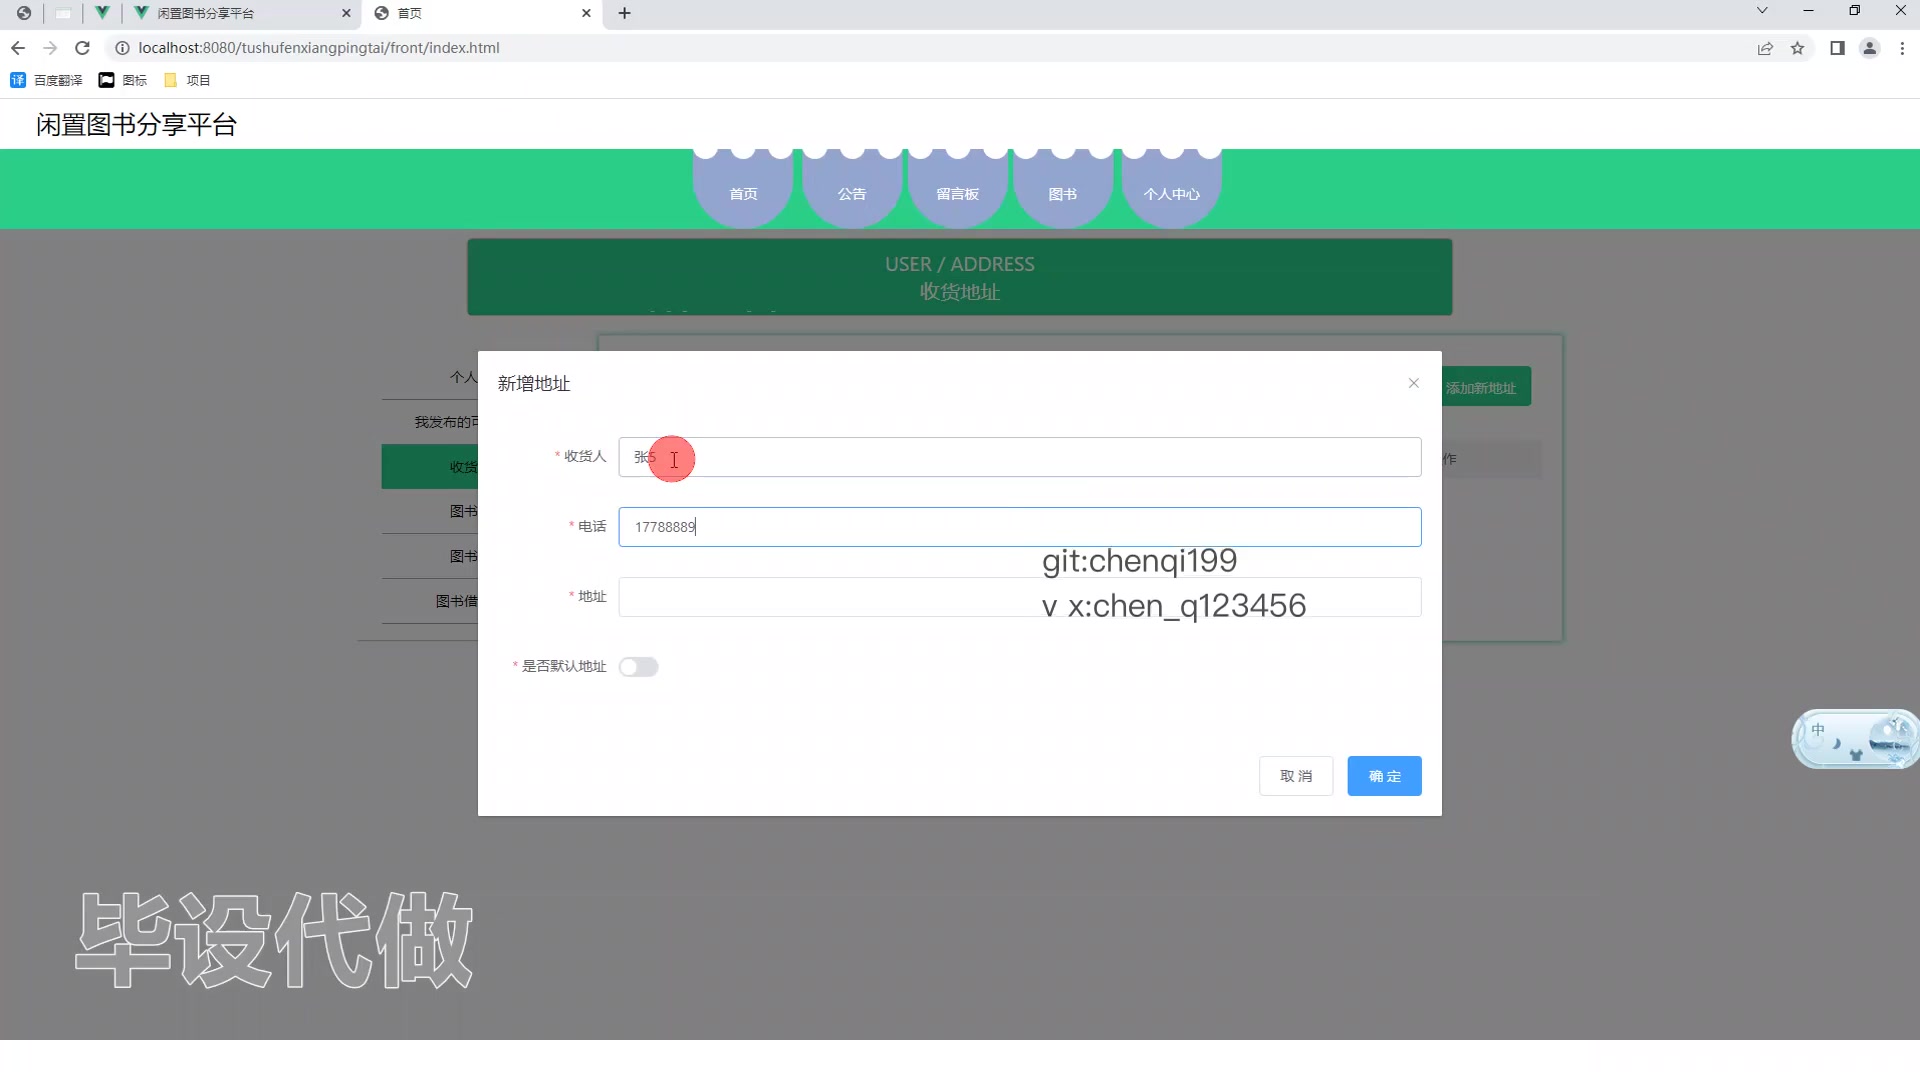 闲置图书分享平台
首页
localhost:8080/tushufenxiangpingtai/front/index.html
译 百度翻译
图标
项目
闲置图书分享平台
首页
公告
留言板
图书
个人中心
USER / ADDRESS
收货地址
个人
我发布的
收货
图书
图书
图书借
添加新地址
作
新增地址
* 收货人
张5
* 电话
17788889
* 地址
git:chenqi199
v x:chen_q123456
* 是否默认地址
取 消
确 定
中
毕设代做